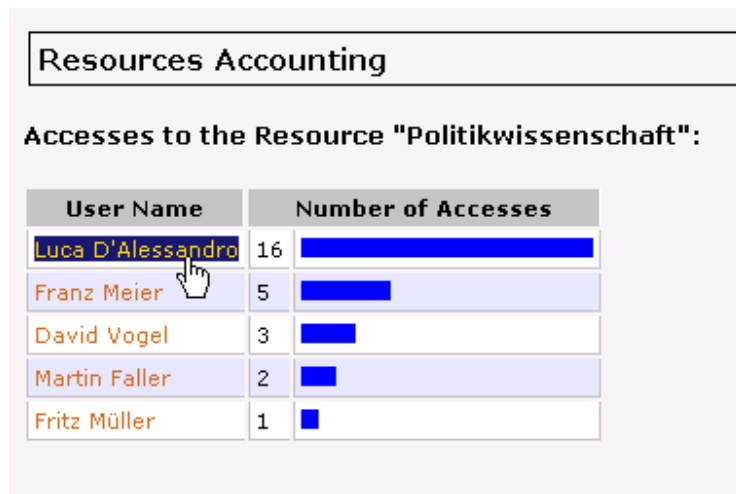 Resources Accounting
Accesses to the Resource "Politikwissenschaft":
User Name Number of Accesses
Luca D'Alessandro 16
Franz Meier 5
David Vogel 3
Martin Faller 2
Fritz Müller 1